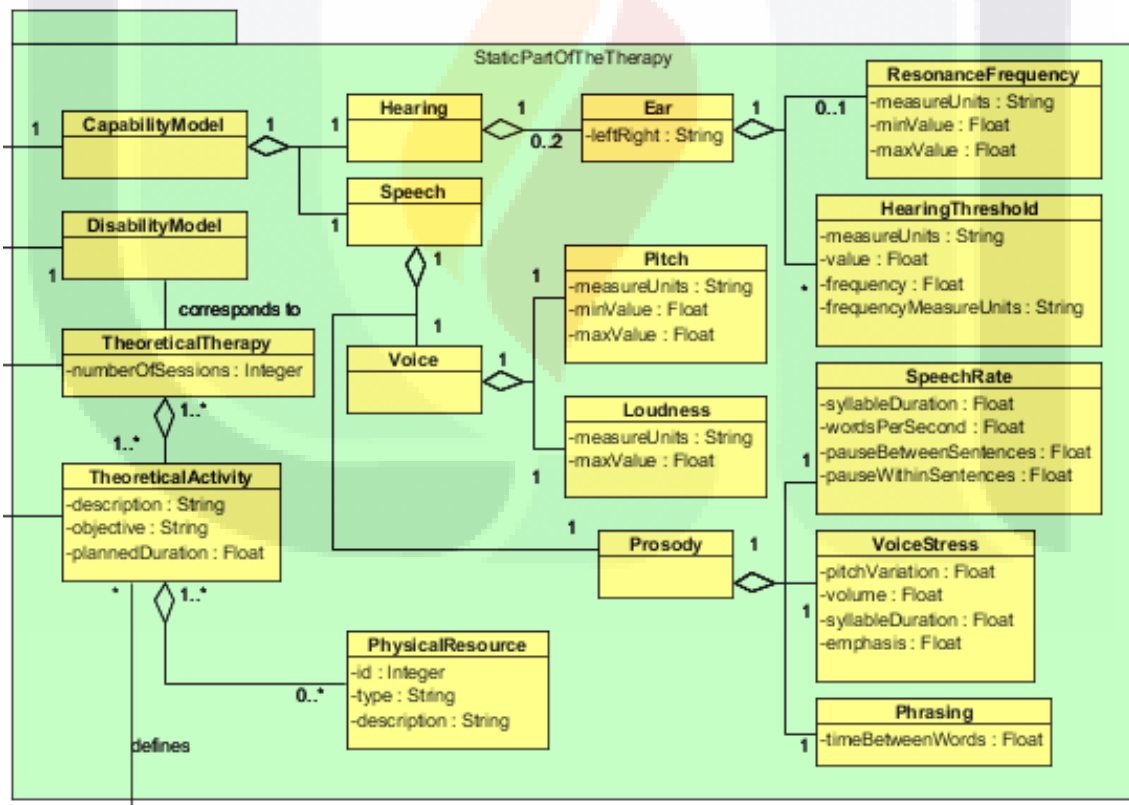 StaticPartOfTheTherapy
CapabilityModel
1
1
1
Hearing
1
0..2
Ear
-leftRight : String
1
0..1
ResonanceFrequency
-measureUnits : String
-minValue : Float
-maxValue : Float
Speech
1
1
1
HearingThreshold
-measureUnits : String
-value : Float
-frequency : Float
-frequencyMeasureUnits : String
*
DisabilityModel
1
corresponds to
TheoreticalTherapy
-numberOfSessions : Integer
1..*
1..*
Voice
1
Pitch
-measureUnits : String
-minValue : Float
-maxValue : Float
1
Loudness
-measureUnits : String
-maxValue : Float
1
SpeechRate
-syllableDuration : Float
-wordsPerSecond : Float
-pauseBetweenSentences : Float
-pauseWithinSentences : Float
1
TheoreticalActivity
-description : String
-objective : String
-plannedDuration : Float
*
1..*
1
Prosody
1
VoiceStress
-pitchVariation : Float
-volume : Float
-syllableDuration : Float
-emphasis : Float
1
PhysicalResource
-id : Integer
-type : String
-description : String
0..*
Phrasing
-timeBetweenWords : Float
1
defines